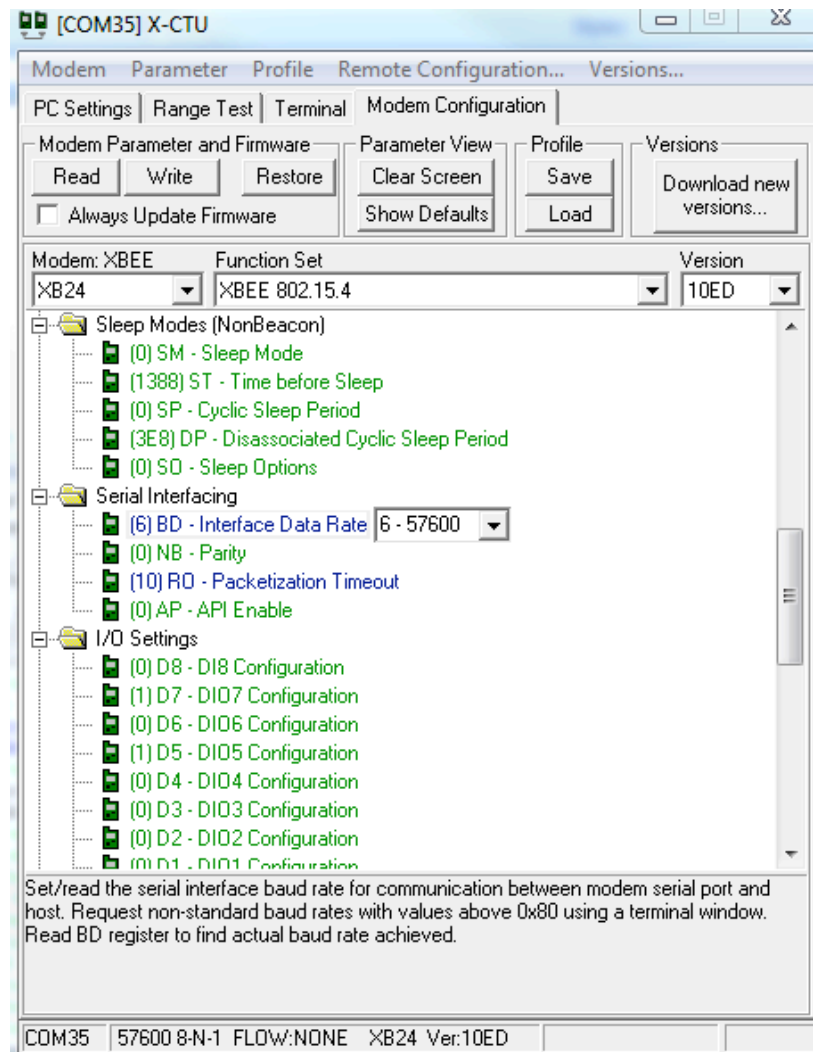 [COM35] X-CTU
Modem Parameter Profile Remote Configuration... Versions...
PC Settings Range Test Terminal Modem Configuration
Modem Parameter and Firmware Parameter View Profile Versions
Read Write Restore Clear Screen Save Download new versions...
Always Update Firmware Show Defaults Load
Modem: XBEE Function Set Version
XB24 XBEE 802.15.4 10ED
Sleep Modes (NonBeacon)
(0) SM - Sleep Mode
(1388) ST - Time before Sleep
(0) SP - Cyclic Sleep Period
(3E8) DP - Disassociated Cyclic Sleep Period
(0) SO - Sleep Options
Serial Interfacing
(6) BD - Interface Data Rate 6 - 57600
(0) NB - Parity
(10) RO - Packetization Timeout
(0) AP - API Enable
I/O Settings
(0) D8 - DI8 Configuration
(1) D7 - DIO7 Configuration
(0) D6 - DIO6 Configuration
(1) D5 - DIO5 Configuration
(0) D4 - DIO4 Configuration
(0) D3 - DIO3 Configuration
(0) D2 - DIO2 Configuration
(0) D1 - DIO1 Configuration
Set/read the serial interface baud rate for communication between modem serial port and
host. Request non-standard baud rates with values above 0x80 using a terminal window.
Read BD register to find actual baud rate achieved.
COM35 57600 8-N-1 FLOW:NONE XB24 Ver:10ED